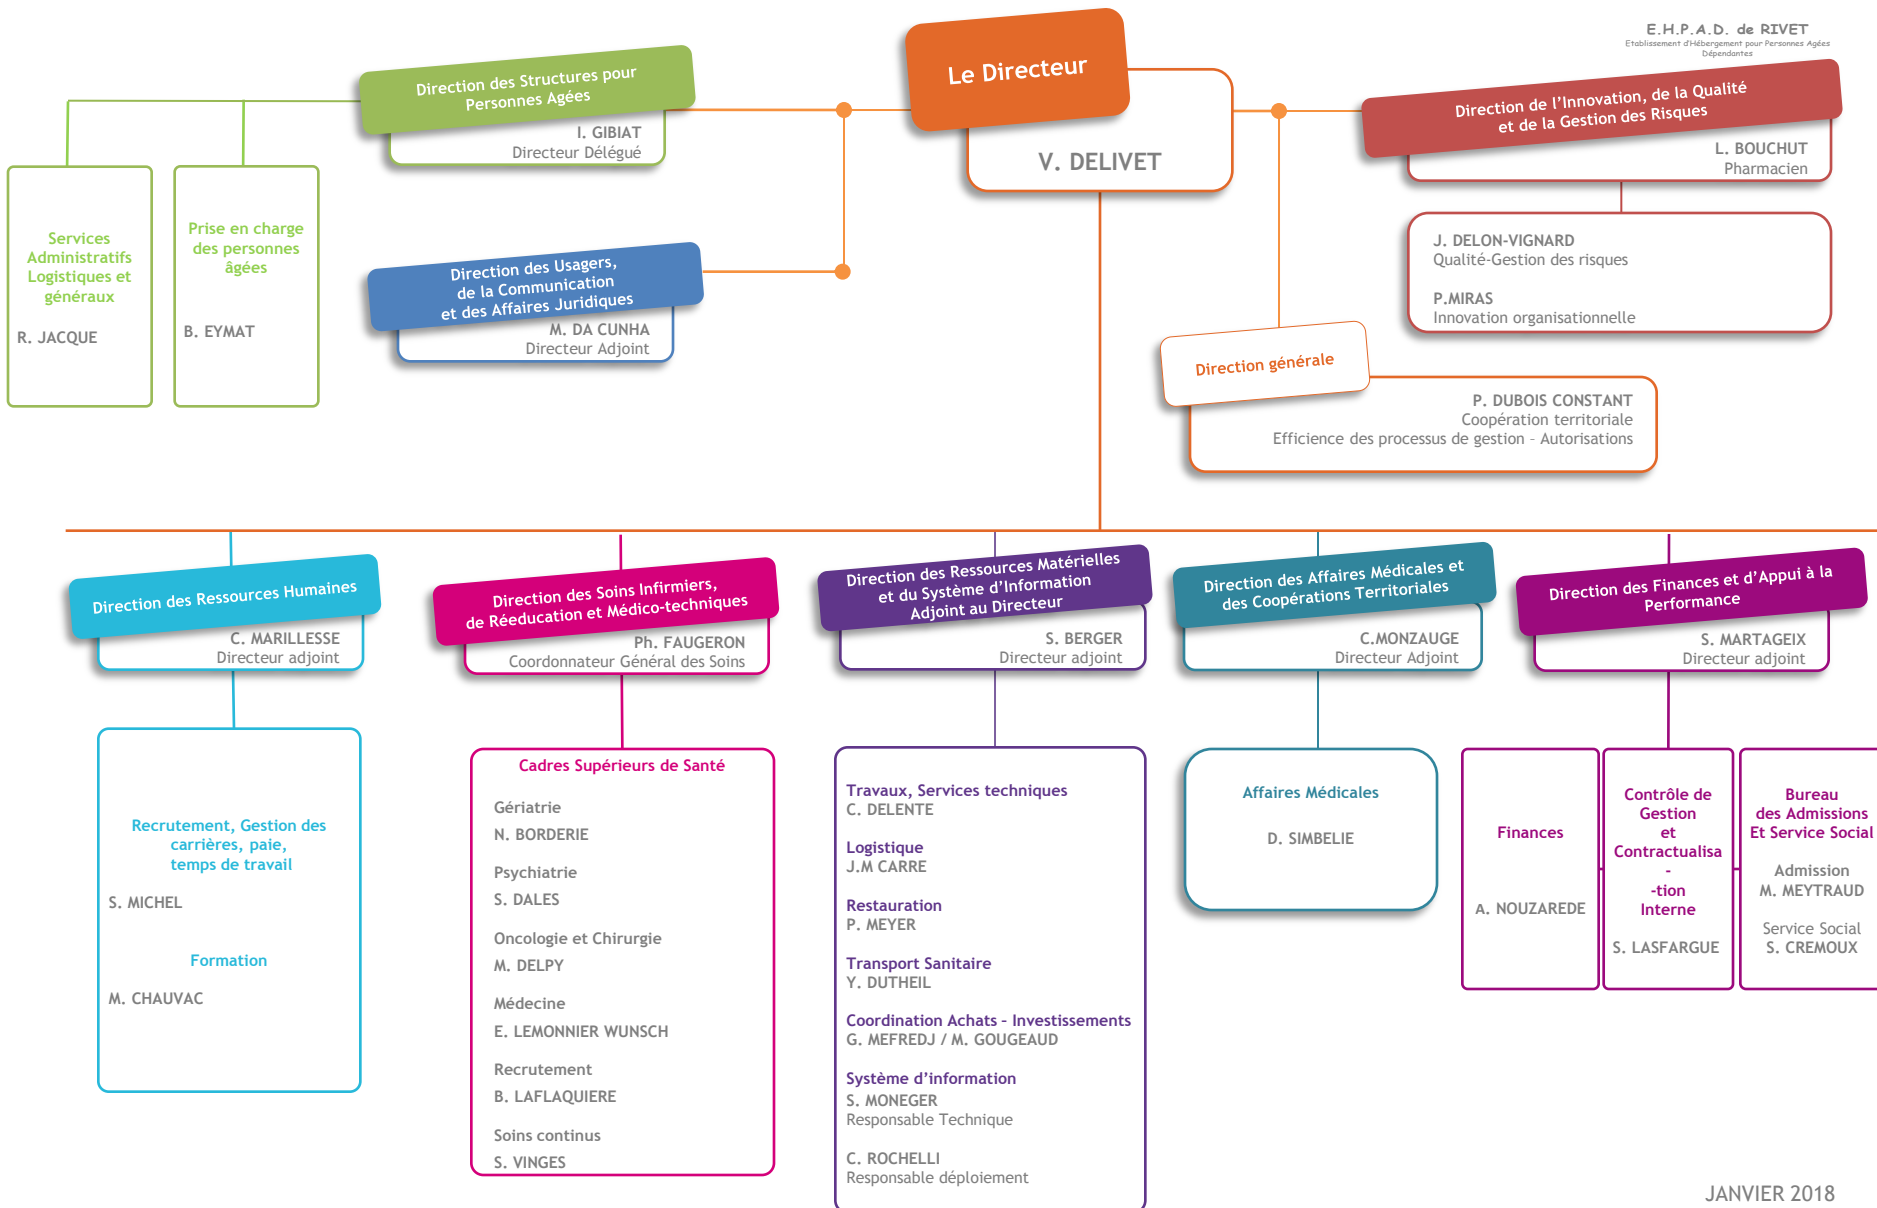 E.H.P.A.D. de RIVET
Etablissement d'Hébergement pour Personnes Agées
Dépendantes
Le Directeur
V. DELIVET
Direction des Structures pour
Personnes Agées
I. GIBIAT
Directeur Délégué
Services
Administratifs
Logistiques et
généraux
R. JACQUE
Prise en charge
des personnes
âgées
B. EYMAT
Direction des Usagers,
de la Communication
et des Affaires Juridiques
M. DA CUNHA
Directeur Adjoint
Direction de l'Innovation, de la Qualité
et de la Gestion des Risques
L. BOUCHUT
Pharmacien
J. DELON-VIGNARD
Qualité-Gestion des risques
P.MIRAS
Innovation organisationnelle
Direction générale
P. DUBOIS CONSTANT
Coopération territoriale
Efficience des processus de gestion – Autorisations
Direction des Ressources Humaines
C. MARILLESSE
Directeur adjoint
Recrutement, Gestion des
carrières, paie,
temps de travail
S. MICHEL
Formation
M. CHAUVAC
Direction des Soins Infirmiers,
de Rééducation et Médico-techniques
Ph. FAUGERON
Coordonnateur Général des Soins
Cadres Supérieurs de Santé
Gériatrie
N. BORDERIE
Psychiatrie
S. DALES
Oncologie et Chirurgie
M. DELPY
Médecine
E. LEMONNIER WUNSCH
Recrutement
B. LAFLAQUIERE
Soins continus
S. VINGES
Direction des Ressources Matérielles
et du Système d'Information
Adjoint au Directeur
S. BERGER
Directeur adjoint
Travaux, Services techniques
C. DELENTE
Logistique
J.M CARRE
Restauration
P. MEYER
Transport Sanitaire
Y. DUTHEIL
Coordination Achats – Investissements
G. MEFREDJ / M. GOUGEAUD
Système d'information
S. MONEGER
Responsable Technique
C. ROCHELLI
Responsable déploiement
Direction des Affaires Médicales et
des Coopérations Territoriales
C.MONZAUGE
Directeur Adjoint
Affaires Médicales
D. SIMBELIE
Direction des Finances et d'Appui à la
Performance
S. MARTAGEIX
Directeur adjoint
Finances
A. NOUZAREDE
Contrôle de
Gestion
et
Contractualisa
-
-tion
Interne
S. LASFARGUE
Bureau
des Admissions
Et Service Social
Admission
M. MEYTRAUD
Service Social
S. CREMOUX
JANVIER 2018